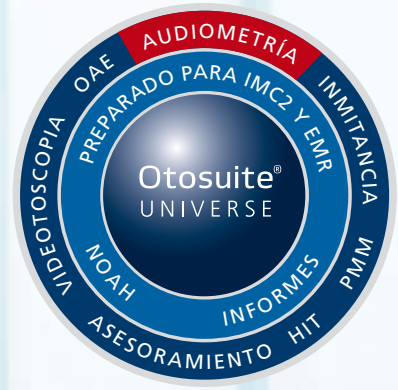 AUDIOMETRÍA
INMITANCIA
PMM
HIT
ASESORAMIENTO
VIDEOTOSCOPIA
OAE
PREPARADO PARA IMC2 Y EMR
INFORMES
NOAH
Otosuite®
UNIVERSE